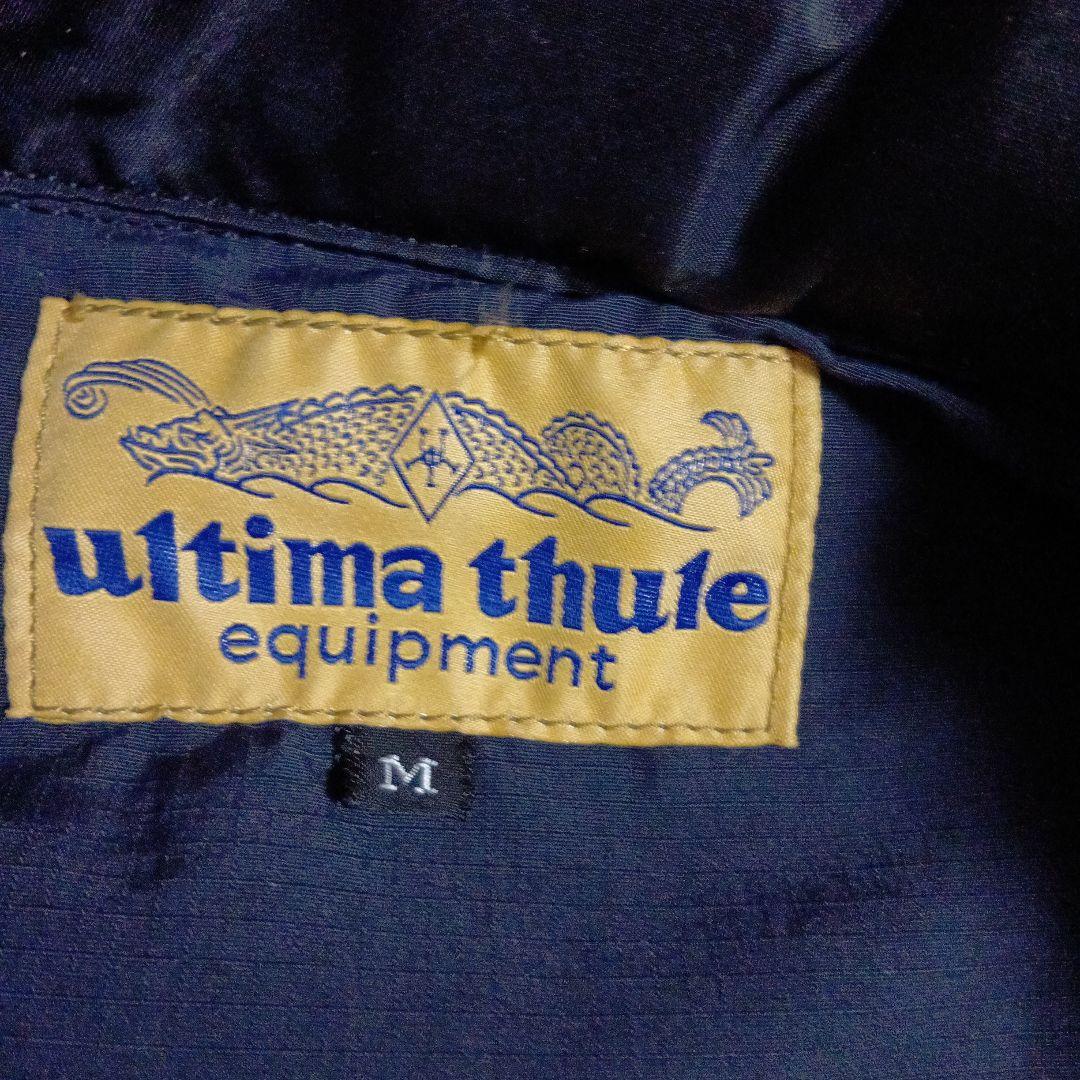 ultima thule
equipment
M